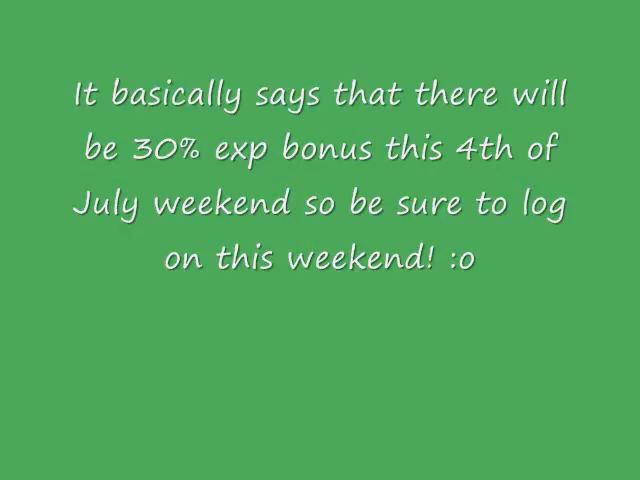 It basically says that there will
be 30% exp bonus this 4th of
July weekend so be sure to log
on this weekend! :o